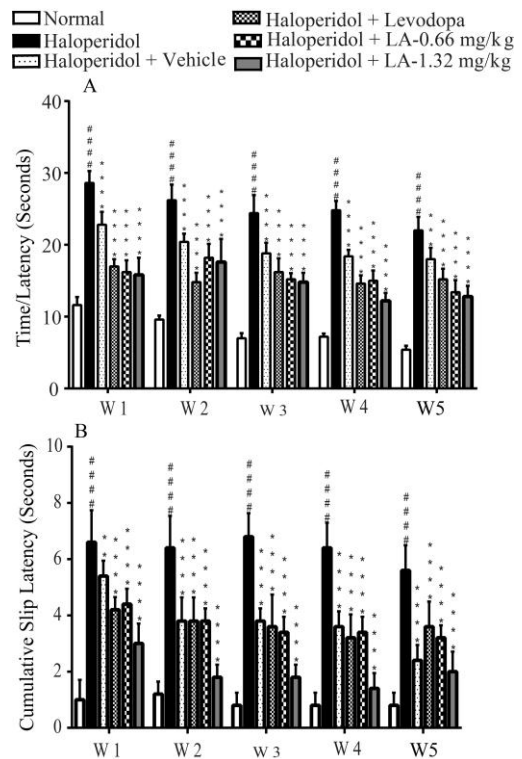 Normal
Haloperidol
Haloperidol + Vehicle
Haloperidol + Levodopa
Haloperidol + LA-0.66 mg/kg
Haloperidol + LA-1.32 mg/kg
A
Time/Latency (Seconds)
40
30
20
10
0
W 1
W 2
W 3
W 4
W5
B
Cumulative Slip Latency (Seconds)
10
8
6
4
2
0
W 1
W 2
W 3
W 4
W5